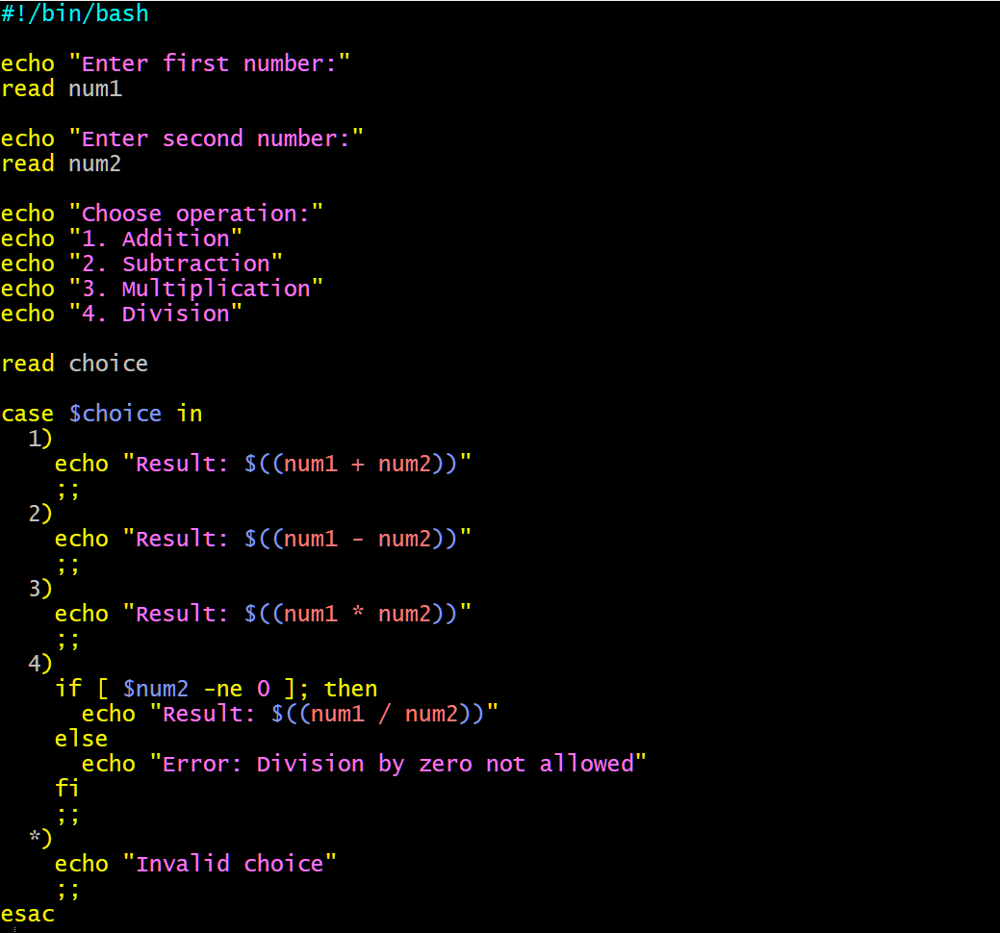 #!/bin/bash

echo "Enter first number:"
read num1

echo "Enter second number:"
read num2

echo "Choose operation:"
echo "1. Addition"
echo "2. Subtraction"
echo "3. Multiplication"
echo "4. Division"

read choice

case $choice in
  1)
    echo "Result: $((num1 + num2))"
    ;;
  2)
    echo "Result: $((num1 - num2))"
    ;;
  3)
    echo "Result: $((num1 * num2))"
    ;;
  4)
    if [ $num2 -ne 0 ]; then
      echo "Result: $((num1 / num2))"
    else
      echo "Error: Division by zero not allowed"
    fi
    ;;
  *)
    echo "Invalid choice"
    ;;
esac